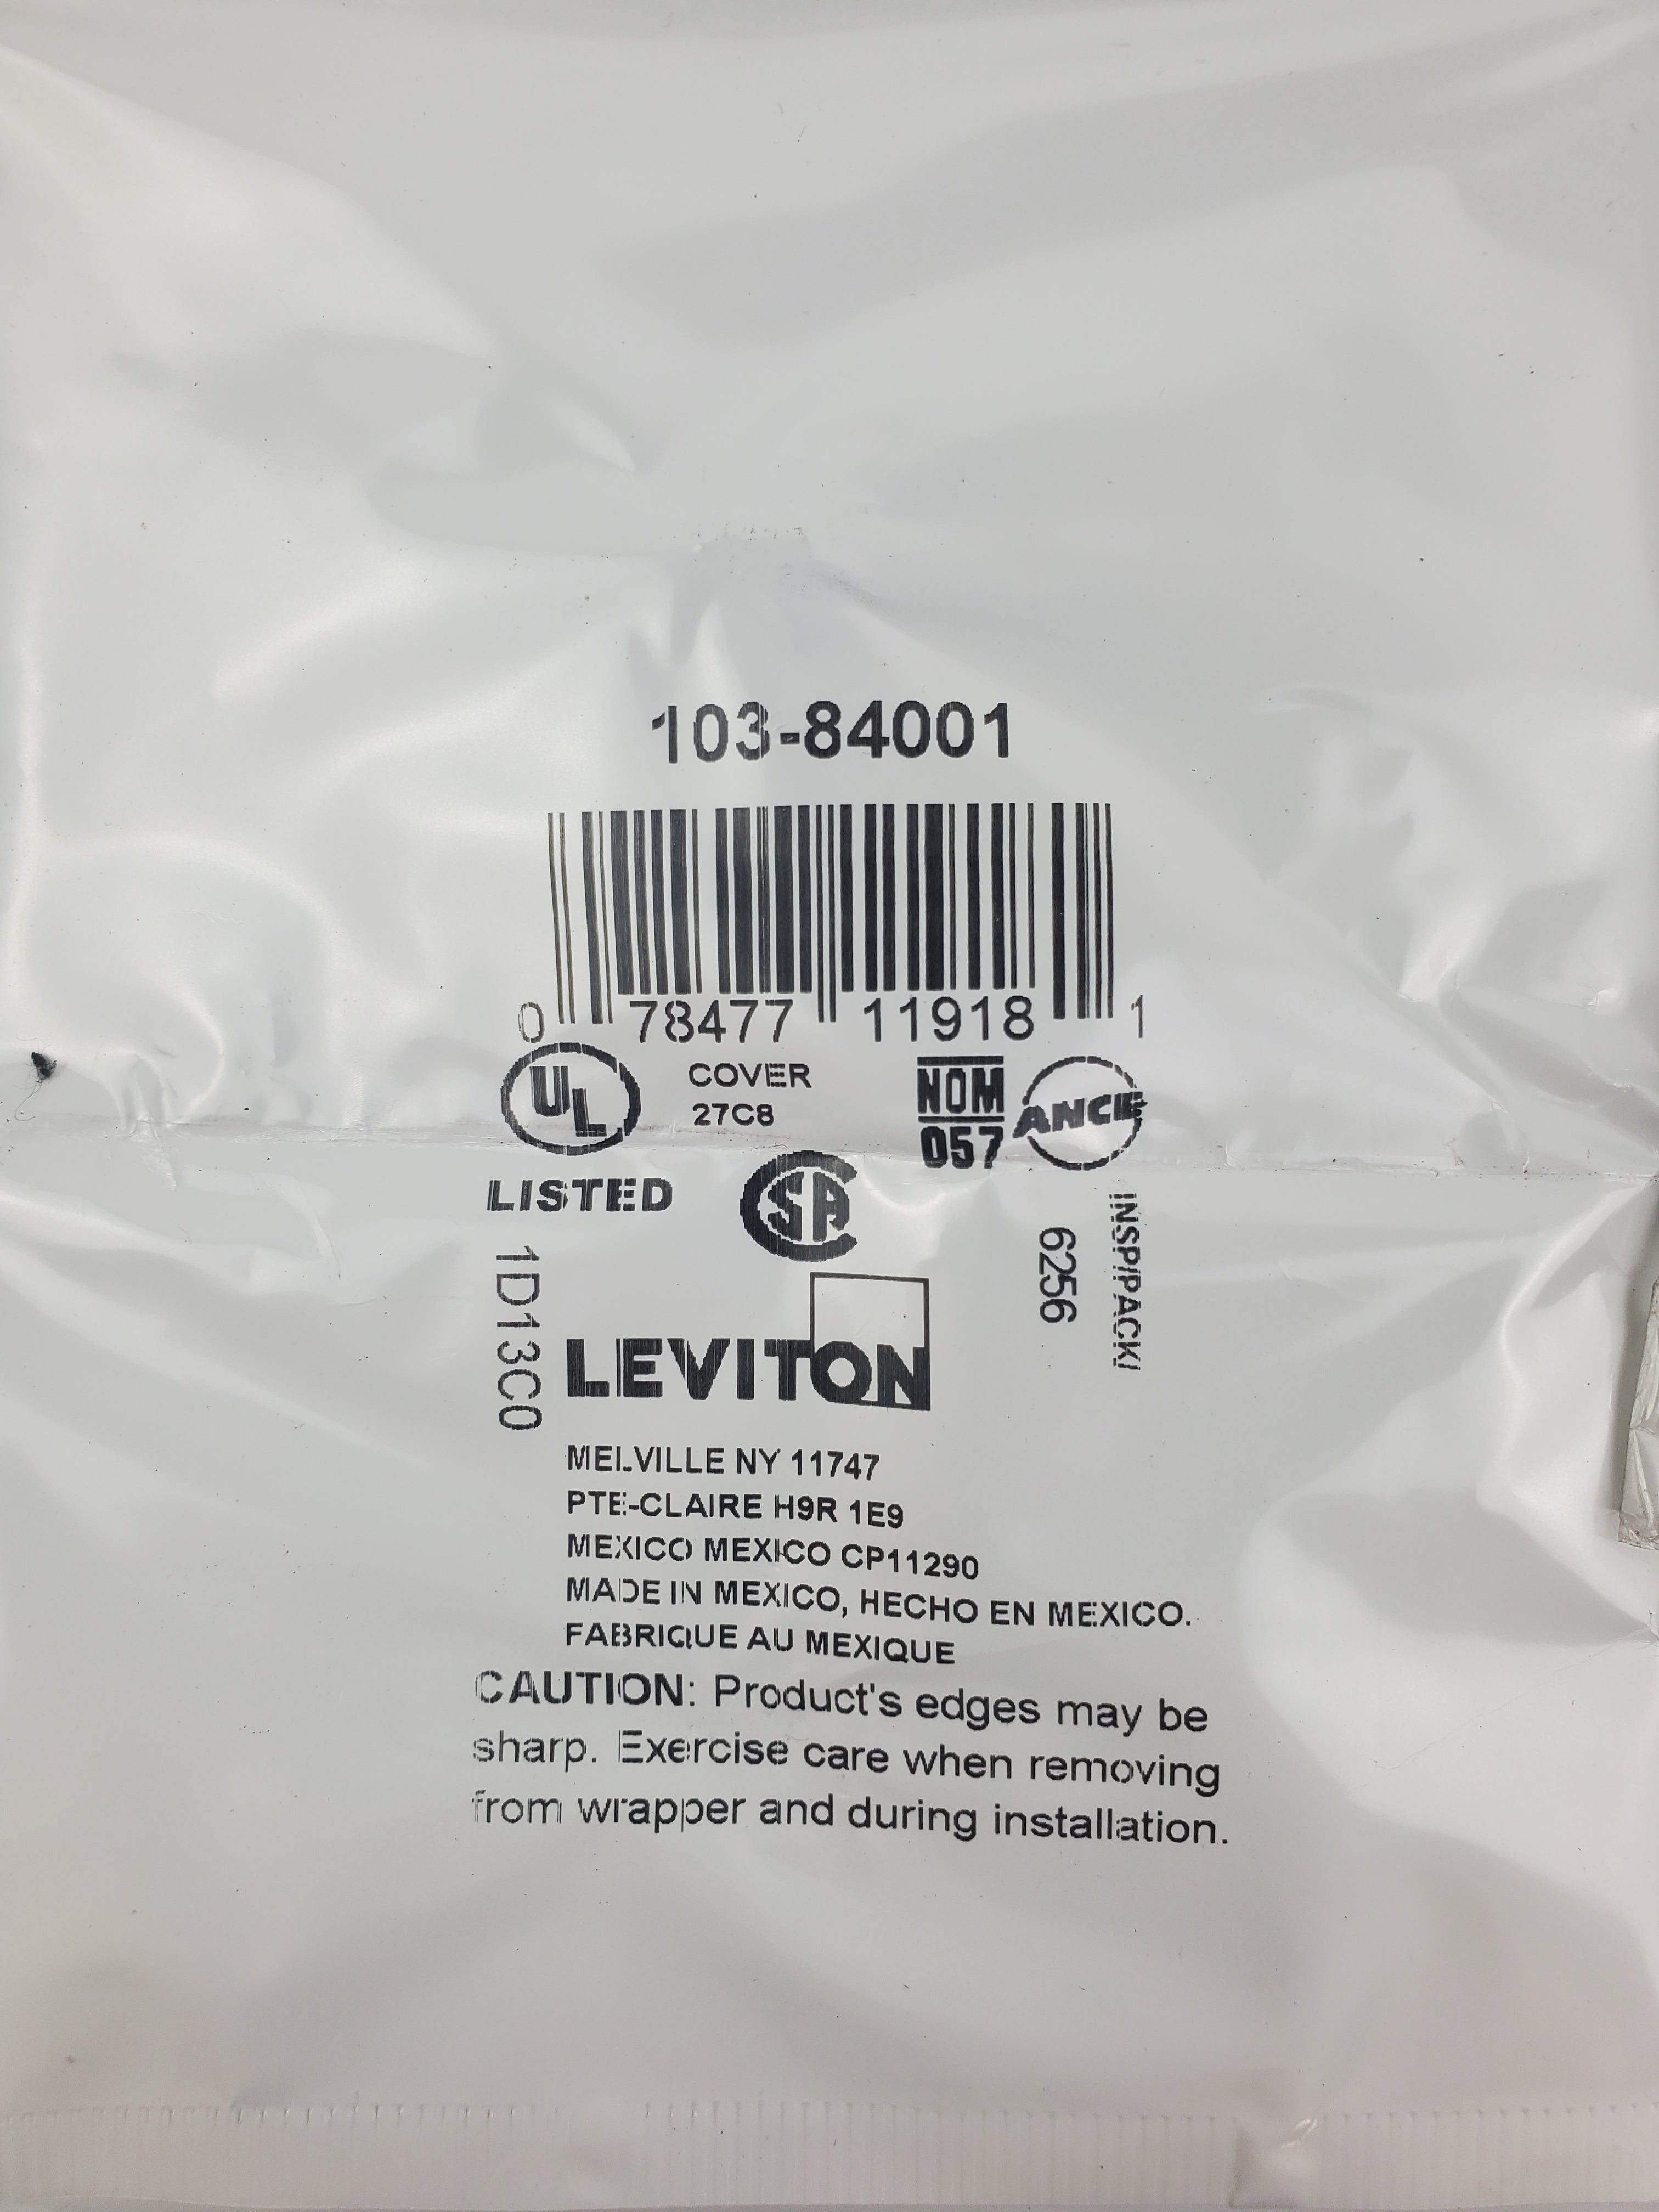 103-84001
0 78477 11918 1
UL
LISTED
COVER
27C8
NOM
057
ANCE
CSA
1D13C0
6256
INSP/PACK/
LEVITON
MELVILLE NY 11747
PTE-CLAIRE H9R 1E9
MEXICO MEXICO CP11290
MADE IN MEXICO, HECHO EN MEXICO.
FABRIQUE AU MEXIQUE
CAUTION: Product's edges may be
sharp. Exercise care when removing
from wrapper and during installation.